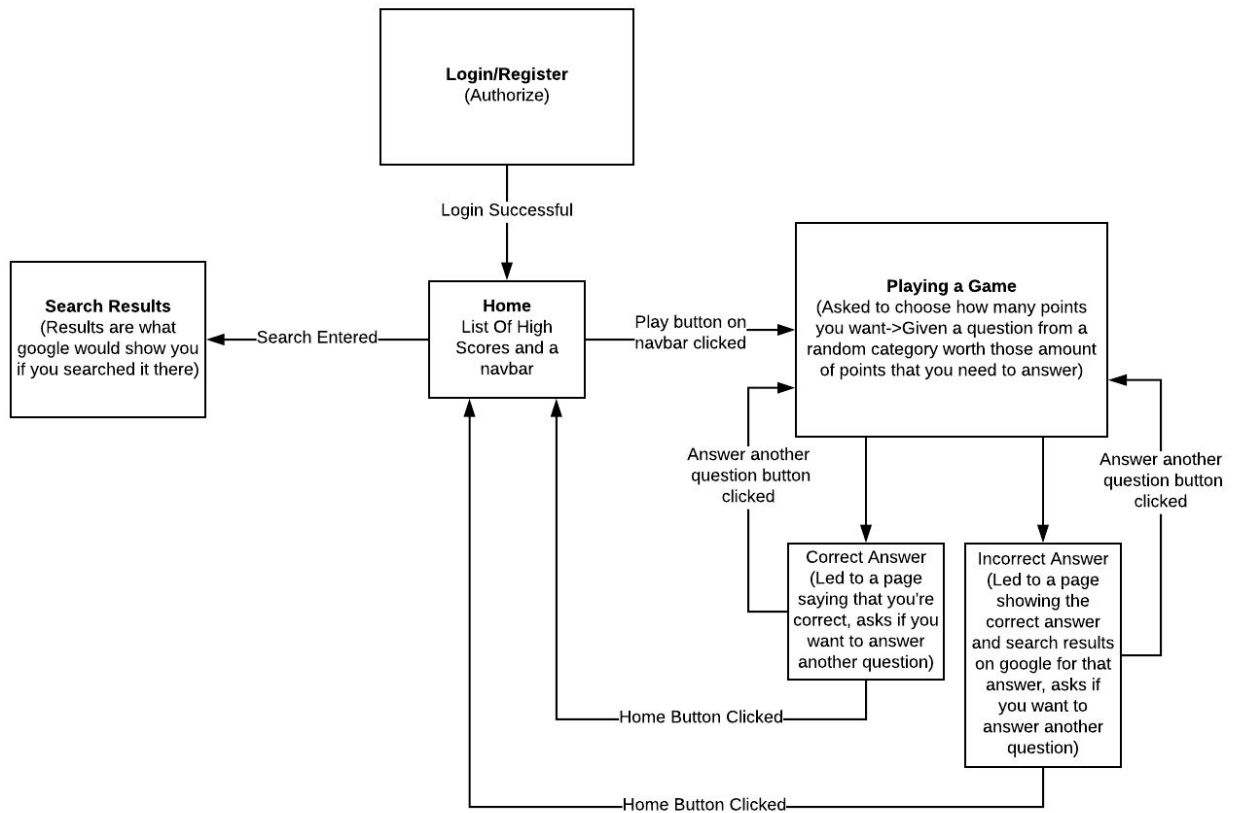 Login/Register
(Authorize)
Login Successful
Search Results
(Results are what
google would show you
if you searched it there)
Search Entered
Home
List Of High
Scores and a
navbar
Play button on
navbar clicked
Playing a Game
(Asked to choose how many points
you want->Given a question from a
random category worth those amount
of points that you need to answer)
Answer another
question button
clicked
Answer another
question button
clicked
Correct Answer
(Led to a page
saying that you're
correct, asks if you
want to answer
another question)
Incorrect Answer
(Led to a page
showing the
correct answer
and search results
on google for that
answer, asks if
you want to
answer another
question)
Home Button Clicked
Home Button Clicked